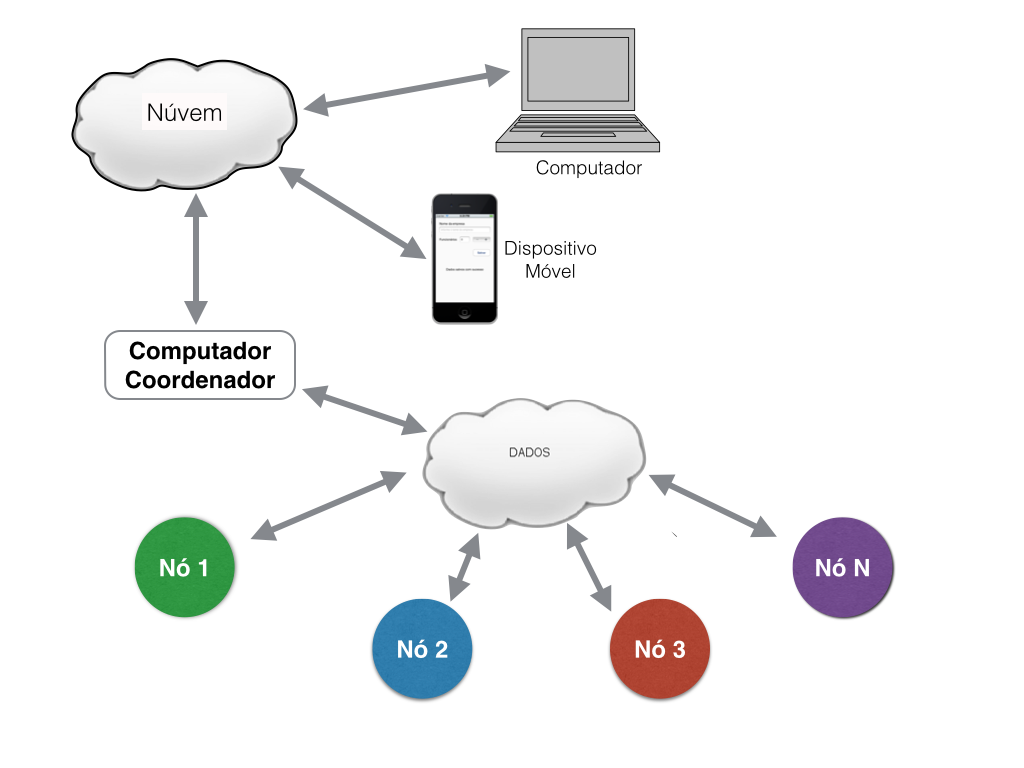 Núvem
Computador
Dispositivo
Móvel
Computador
Coordenador
DADOS
Nó 1
Nó 2
Nó 3
Nó N